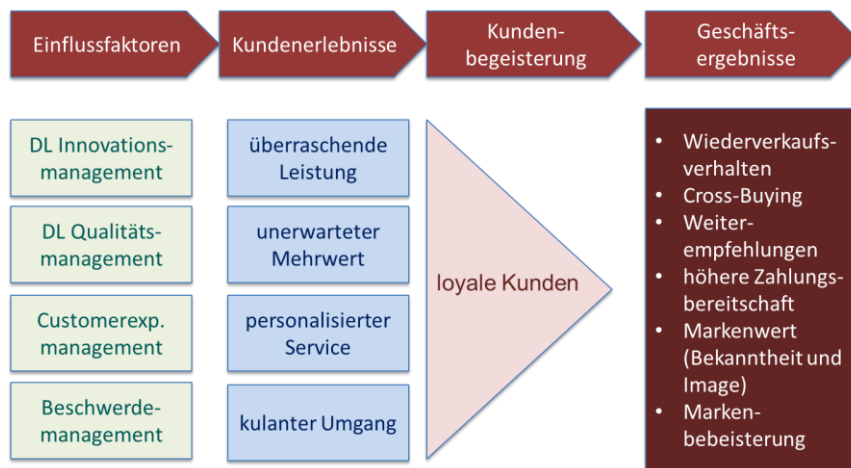 Einflussfaktoren
Kundenerlebnisse
Kunden-
begeisterung
Geschäfts-
ergebnisse
DL Innovations-
management
DL Qualitäts-
management
Customerexp.
management
Beschwerde-
management
überraschende
Leistung
unerwarteter
Mehrwert
personalisierter
Service
kulanter Umgang
loyale Kunden
• Wiederverkaufs-
verhalten
• Cross-Buying
• Weiter-
empfehlungen
• höhere Zahlungs-
bereitschaft
• Markenwert
(Bekanntheit und
Image)
• Marken-
bebeisterung